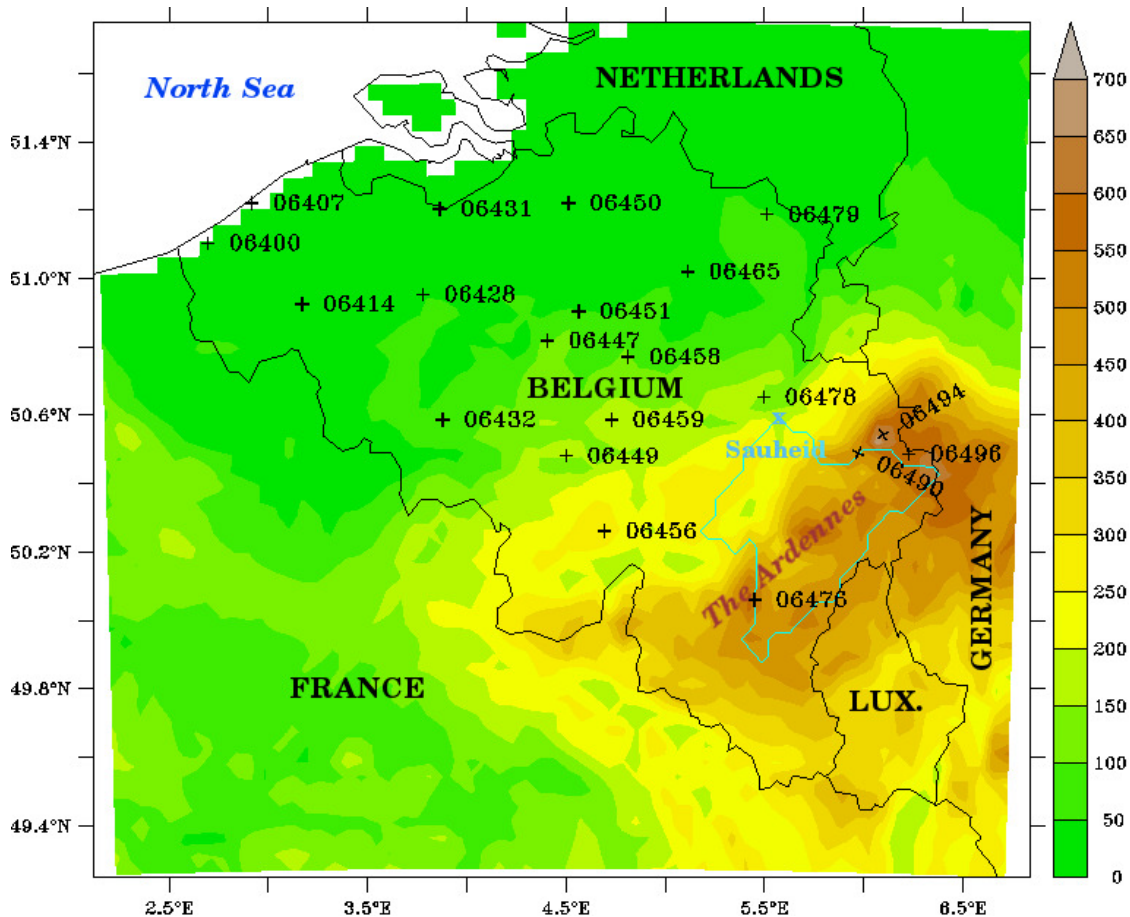 North Sea
NETHERLANDS
700
650
51.4°N
600
06407
06431
06450
06479
550
06400
51.0°N
06465
500
06414
06428
06451
450
06447
06458
400
BELGIUM
50.6°N
06432
06459
06478
06494
350
Sauheid
06449
06496
06490
300
50.2°N
06456
The Ardennes
250
06476
GERMANY
200
49.8°N
FRANCE
LUX.
150
100
49.4°N
50
0
2.5°E
3.5°E
4.5°E
5.5°E
6.5°E